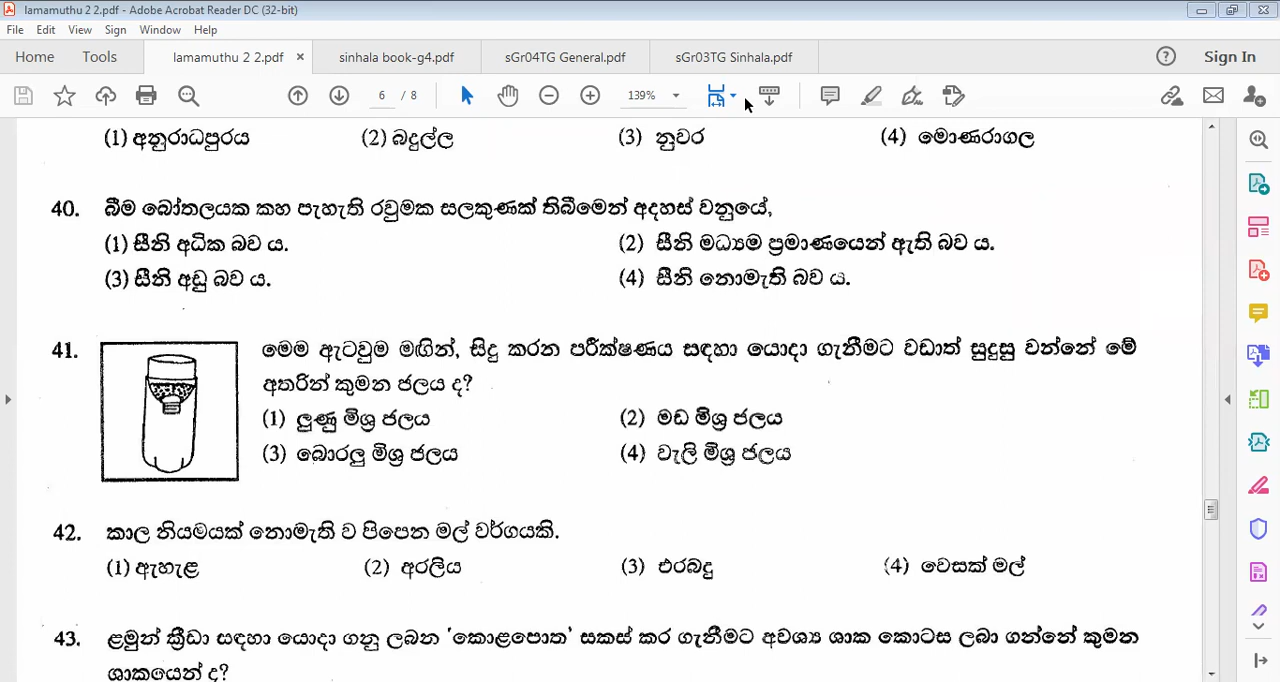 lamamuthu 2 2.pdf - Adobe Acrobat Reader DC (32-bit)
File Edit View Sign Window Help
Home Tools lamamuthu 2 2.pdf × sinhala book-g4.pdf sGr04TG General.pdf sGr03TG Sinhala.pdf Sign In
6 / 8 139%
(1) අනුරාධපුරය (2) බදුල්ල (3) නුවර (4) මොණරාගල
40. බීම බෝතලයක කහ පැහැති රවුමක සලකුණක් තිබීමෙන් අදහස් වනුයේ,
(1) සීනි අධික බව ය. (2) සීනි මධ්‍යම ප්‍රමාණයෙන් ඇති බව ය.
(3) සීනි අඩු බව ය. (4) සීනි නොමැති බව ය.
41. මෙම ඇටවුම මඟින්, සිදු කරන පරීක්ෂණය සඳහා යොදා ගැනීමට වඩාත් සුදුසු වන්නේ මේ
අතරින් කුමන ජලය ද?
(1) ලුණු මිශ්‍ර ජලය (2) මඩ මිශ්‍ර ජලය
(3) බොරලු මිශ්‍ර ජලය (4) වැලි මිශ්‍ර ජලය
42. කාල නියමයක් නොමැති ව පිපෙන මල් වර්ගයකි.
(1) ඇහැළ (2) අරලිය (3) එරබදු (4) වෙසක් මල්
43. ළමුන් ක්‍රීඩා සඳහා යොදා ගනු ලබන 'කොළපොත' සකස් කර ගැනීමට අවශ්‍ය ශාක කොටස ලබා ගන්නේ කුමන
ශාකයෙන් ද?